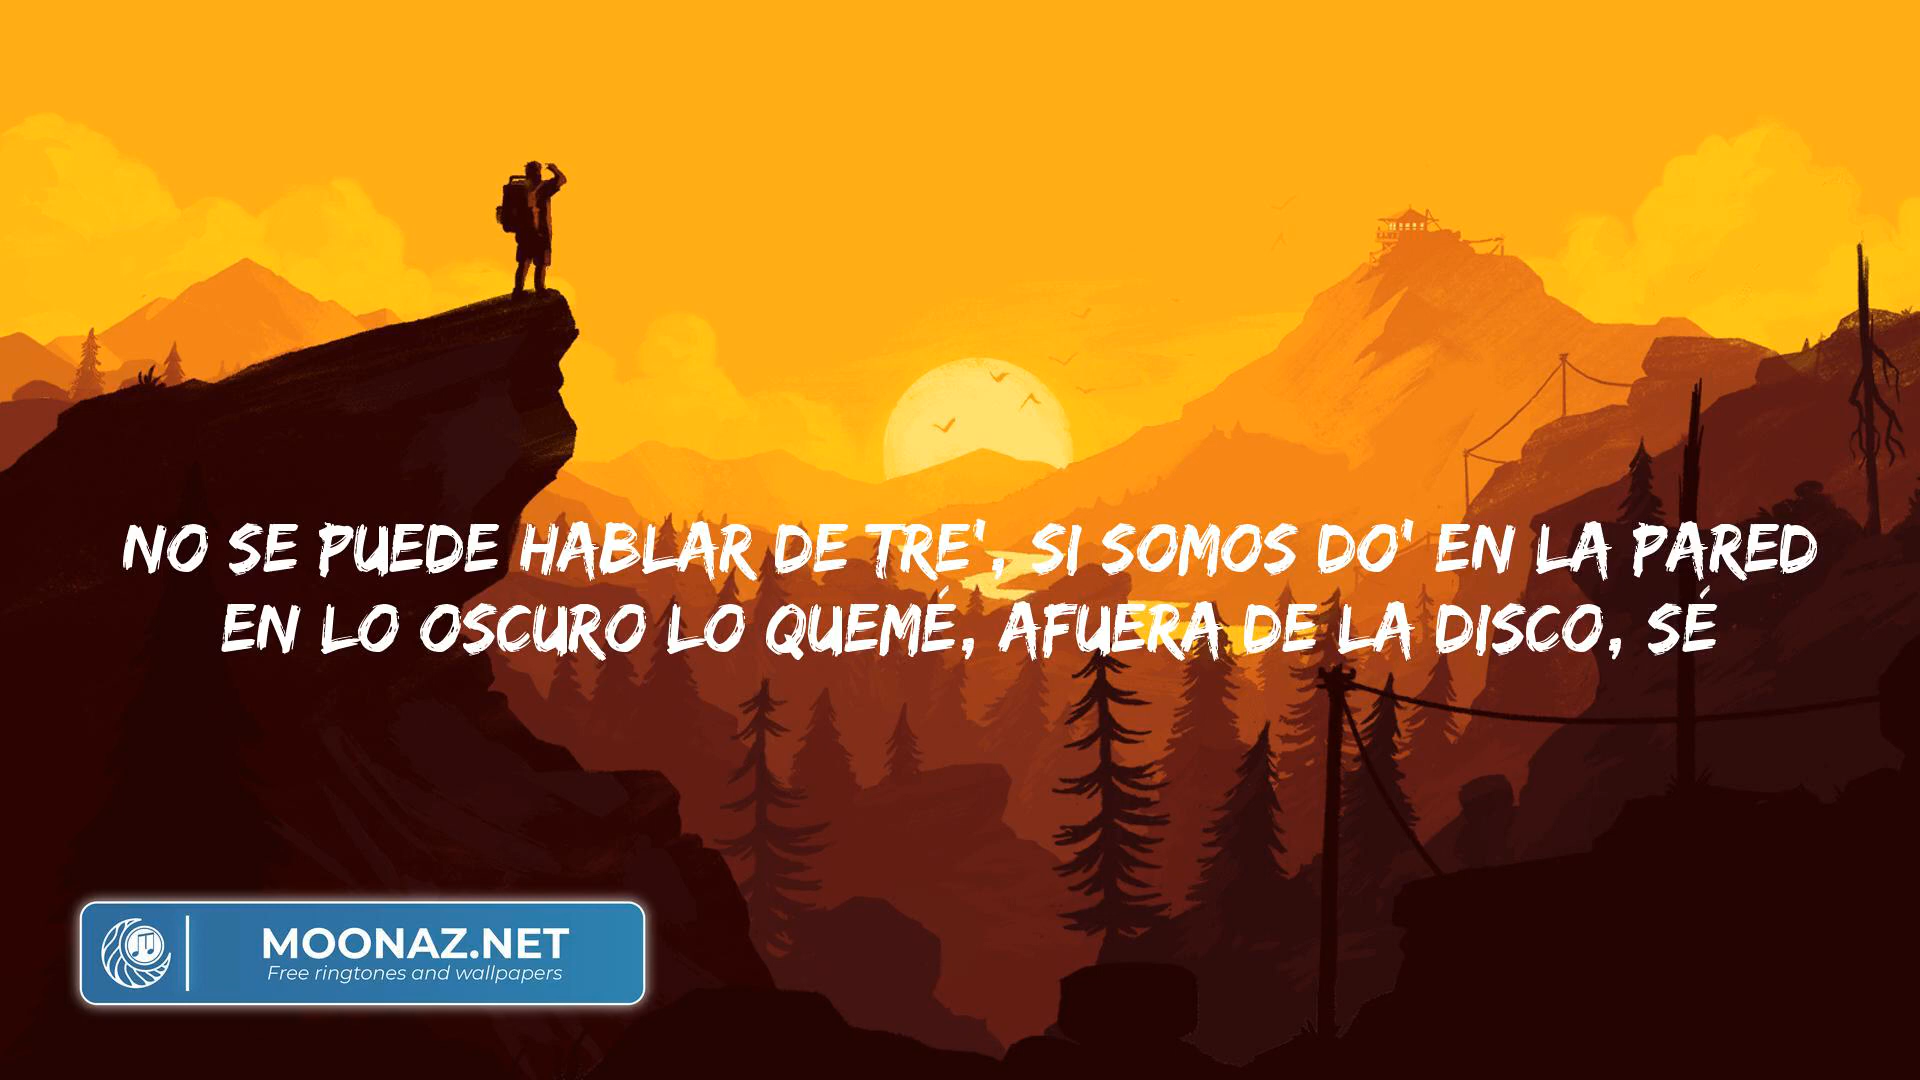 NO SE PUEDE HABLAR DE TRE', SI SOMOS DO' EN LA PARED
EN LO OSCURO LO QUEMÉ, AFUERA DE LA DISCO, SÉ
MOONAZ.NET
Free ringtones and wallpapers